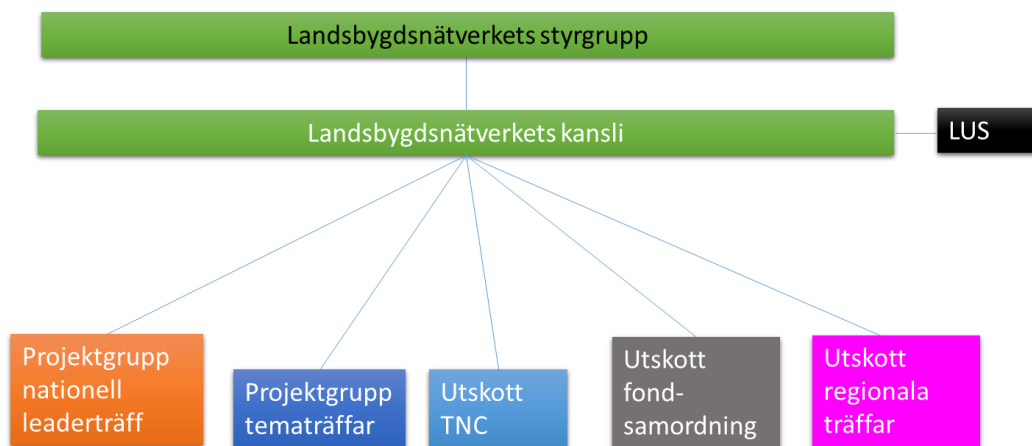 Landsbygdsnätverkets styrgrupp
Landsbygdsnätverkets kansli
LUS
Projektgrupp
nationell
leaderträff
Projektgrupp
tematräffar
Utskott
TNC
Utskott
fond-
samordning
Utskott
regionala
träffar